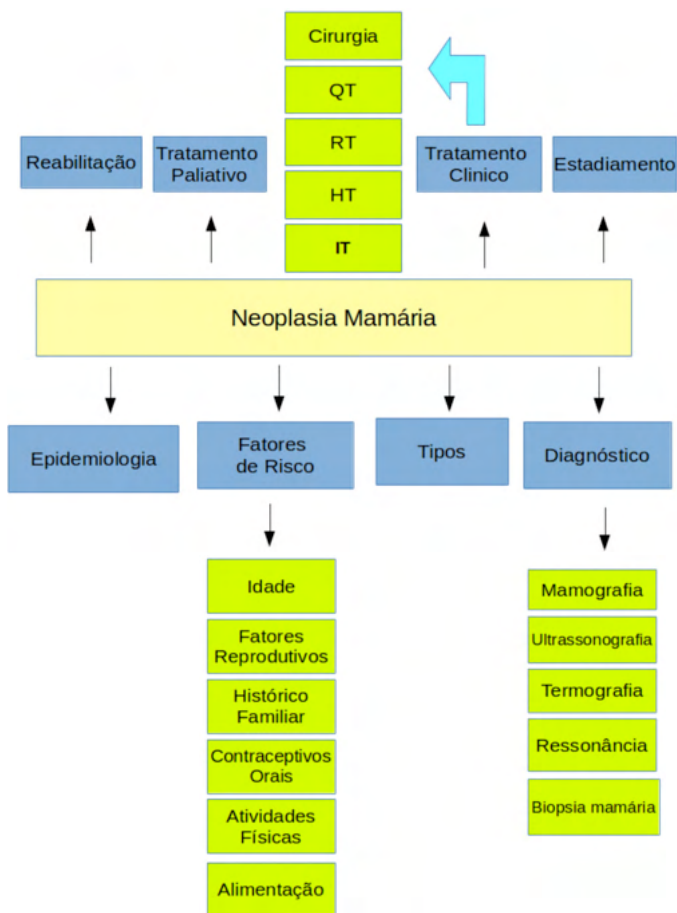 Cirurgia
QT
RT
HT
IT
Reabilitação
Tratamento
Paliativo
Tratamento
Clinico
Estadiamento
Neoplasia Mamária
Epidemiologia
Fatores
de Risco
Tipos
Diagnóstico
Idade
Fatores
Reprodutivos
Histórico
Familiar
Contraceptivos
Orais
Atividades
Físicas
Alimentação
Mamografia
Ultrassonografia
Termografia
Ressonância
Biopsia mamária